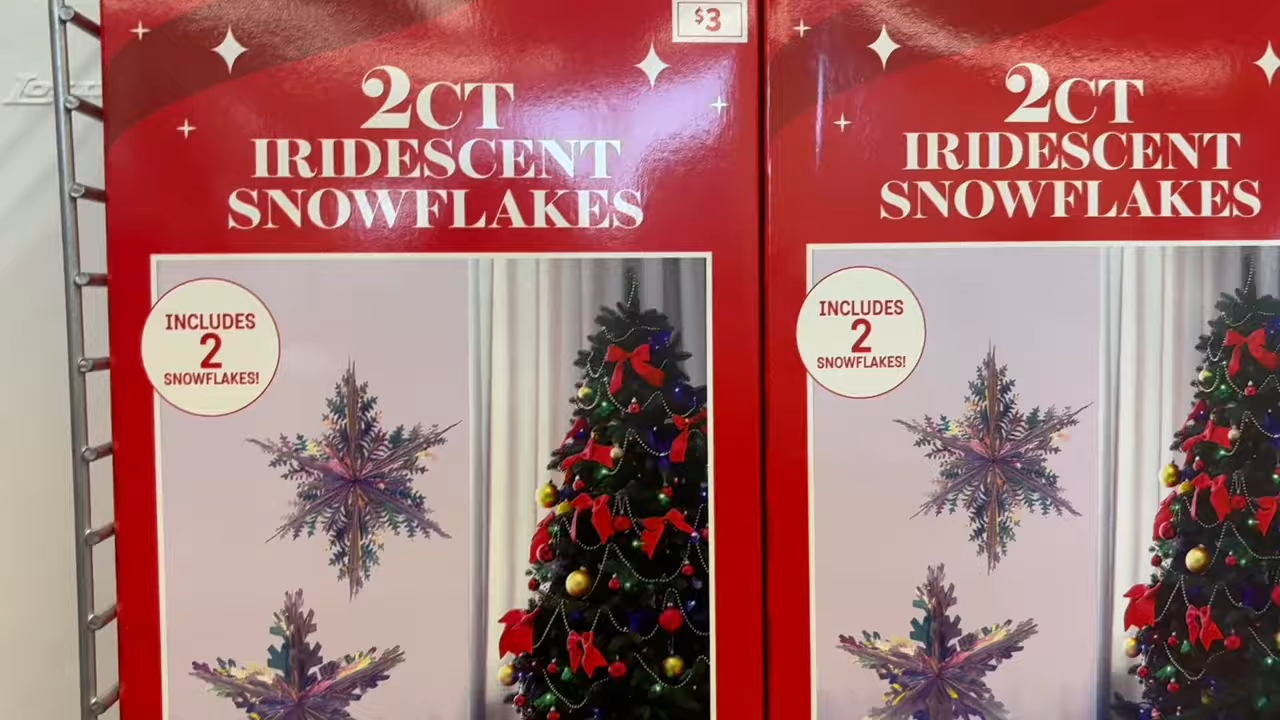 $3
2CT
IRIDESCENT
SNOWFLAKES
INCLUDES
2
SNOWFLAKES!
2CT
IRIDESCENT
SNOWFLAKES
INCLUDES
2
SNOWFLAKES!